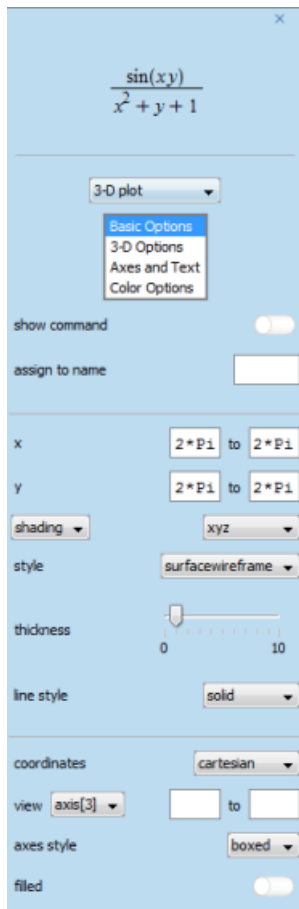 ×
sin(xy)
x² + y + 1
3-D plot
Basic Options
3-D Options
Axes and Text
Color Options
show command
assign to name
x 2*Pi to 2*Pi
y 2*Pi to 2*Pi
shading xyz
style surfacewireframe
thickness
0 10
line style solid
coordinates cartesian
view axis[3] to
axes style boxed
filled